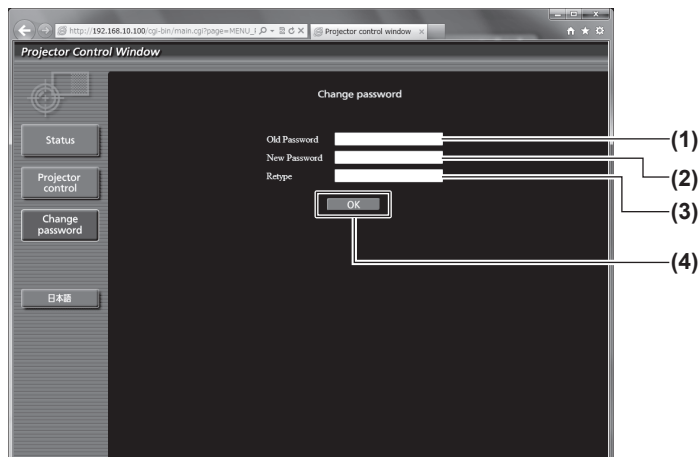 http://192.168.10.100/cgi-bin/main.cgi?page=MENU_I
Projector control window
Projector Control Window
Change password
Status
Old Password
(1)
New Password
(2)
Projector
control
Retype
(3)
OK
Change
password
(4)
日本語